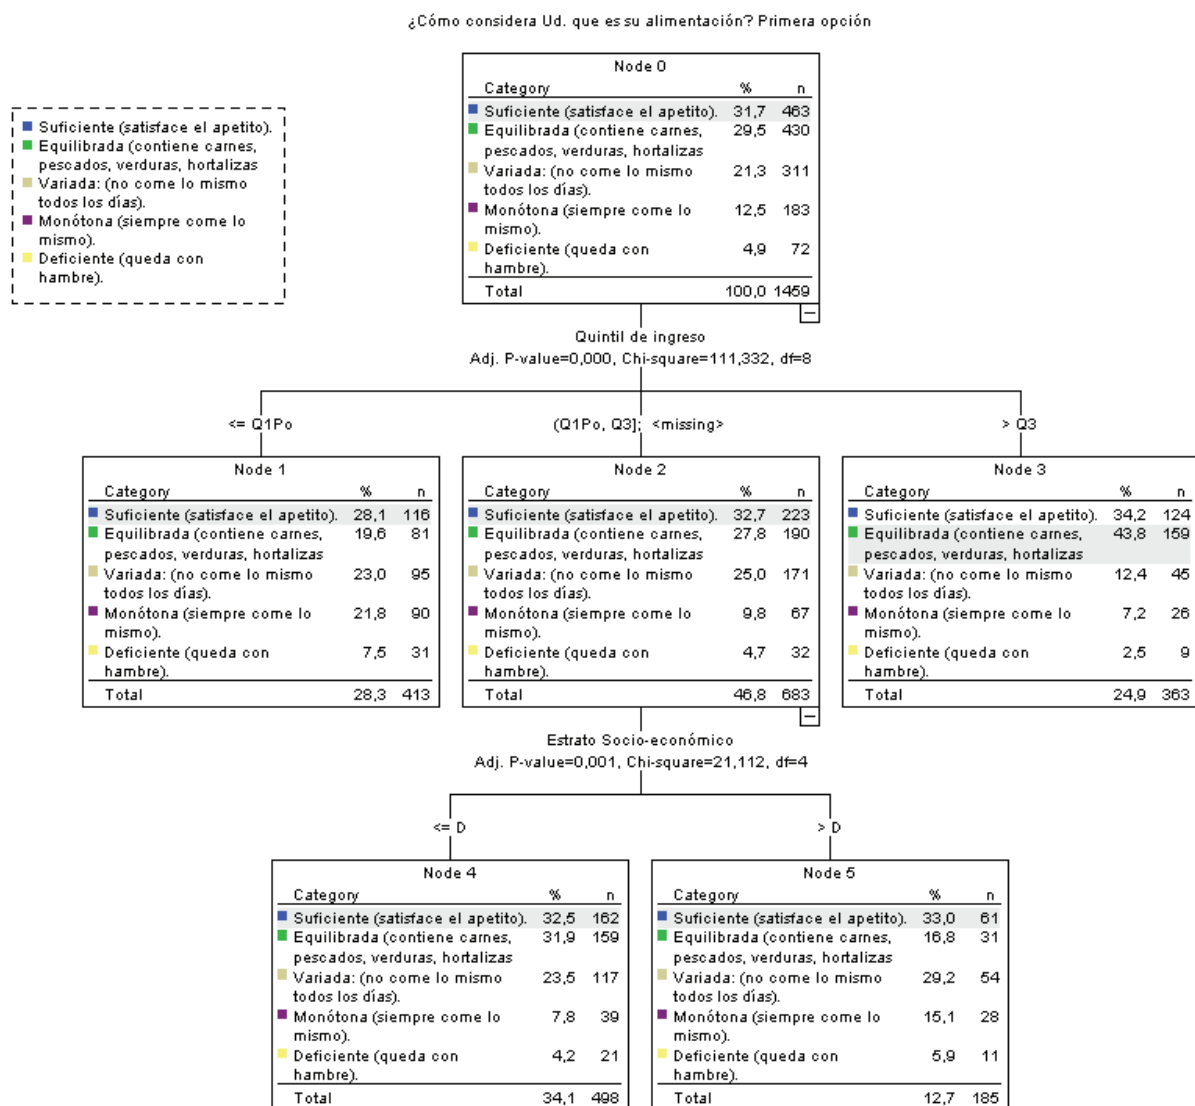 ¿Cómo considera Ud. que es su alimentación? Primera opción
Suficiente (satisface el apetito).
Equilibrada (contiene carnes,
pescados, verduras, hortalizas
Variada: (no come lo mismo
todos los días).
Monótona (siempre come lo
mismo).
Deficiente (queda con
hambre).
Node 0
Category % n
Suficiente (satisface el apetito). 31,7 463
Equilibrada (contiene carnes, 29,5 430
pescados, verduras, hortalizas
Variada: (no come lo mismo 21,3 311
todos los días).
Monótona (siempre come lo 12,5 183
mismo).
Deficiente (queda con 4,9 72
hambre).
Total 100,0 1459
Quintil de ingreso
Adj. P-value=0,000, Chi-square=111,332, df=8
<= Q1Po
(Q1Po, Q3]; <missing>
> Q3
Node 1
Category % n
Suficiente (satisface el apetito). 28,1 116
Equilibrada (contiene carnes, 19,6 81
pescados, verduras, hortalizas
Variada: (no come lo mismo 23,0 95
todos los días).
Monótona (siempre come lo 21,8 90
mismo).
Deficiente (queda con 7,5 31
hambre).
Total 28,3 413
Node 2
Category % n
Suficiente (satisface el apetito). 32,7 223
Equilibrada (contiene carnes, 27,8 190
pescados, verduras, hortalizas
Variada: (no come lo mismo 25,0 171
todos los días).
Monótona (siempre come lo 9,8 67
mismo).
Deficiente (queda con 4,7 32
hambre).
Total 46,8 683
Node 3
Category % n
Suficiente (satisface el apetito). 34,2 124
Equilibrada (contiene carnes, 43,8 159
pescados, verduras, hortalizas
Variada: (no come lo mismo 12,4 45
todos los días).
Monótona (siempre come lo 7,2 26
mismo).
Deficiente (queda con 2,5 9
hambre).
Total 24,9 363
Estrato Socio-económico
Adj. P-value=0,001, Chi-square=21,112, df=4
<= D
> D
Node 4
Category % n
Suficiente (satisface el apetito). 32,5 162
Equilibrada (contiene carnes, 31,9 159
pescados, verduras, hortalizas
Variada: (no come lo mismo 23,5 117
todos los días).
Monótona (siempre come lo 7,8 39
mismo).
Deficiente (queda con 4,2 21
hambre).
Total 34,1 498
Node 5
Category % n
Suficiente (satisface el apetito). 33,0 61
Equilibrada (contiene carnes, 16,8 31
pescados, verduras, hortalizas
Variada: (no come lo mismo 29,2 54
todos los días).
Monótona (siempre come lo 15,1 28
mismo).
Deficiente (queda con 5,9 11
hambre).
Total 12,7 185